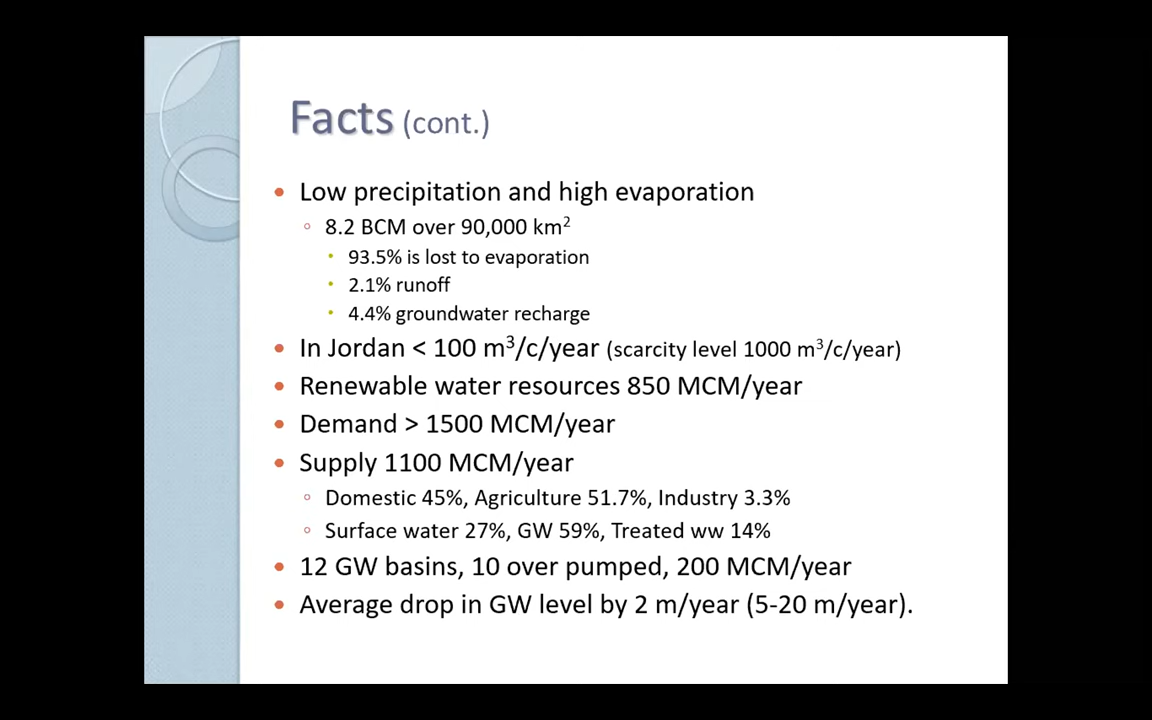 Facts (cont.)
• Low precipitation and high evaporation
◦ 8.2 BCM over 90,000 km²
• 93.5% is lost to evaporation
• 2.1% runoff
• 4.4% groundwater recharge
• In Jordan < 100 m³/c/year (scarcity level 1000 m³/c/year)
• Renewable water resources 850 MCM/year
• Demand > 1500 MCM/year
• Supply 1100 MCM/year
◦ Domestic 45%, Agriculture 51.7%, Industry 3.3%
◦ Surface water 27%, GW 59%, Treated ww 14%
• 12 GW basins, 10 over pumped, 200 MCM/year
• Average drop in GW level by 2 m/year (5-20 m/year).